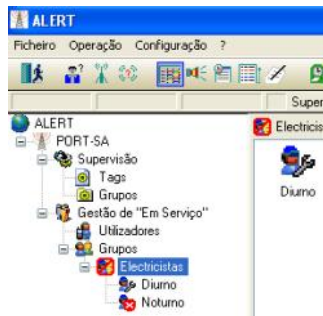 ALERT
Ficheiro Operação Configuração ?
Super
ALERT
PORT-SA
Supervisão
Tags
Grupos
Gestão de "Em Serviço"
Utilizadores
Grupos
Electricistas
Diurno
Noturno
Electricis
Diurno